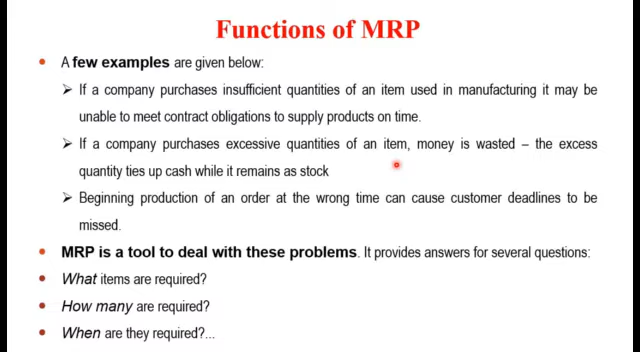 Functions of MRP
• A few examples are given below:
➢ If a company purchases insufficient quantities of an item used in manufacturing it may be
unable to meet contract obligations to supply products on time.
➢ If a company purchases excessive quantities of an item, money is wasted – the excess
quantity ties up cash while it remains as stock
➢ Beginning production of an order at the wrong time can cause customer deadlines to be
missed.
• MRP is a tool to deal with these problems. It provides answers for several questions:
• What items are required?
• How many are required?
• When are they required?...